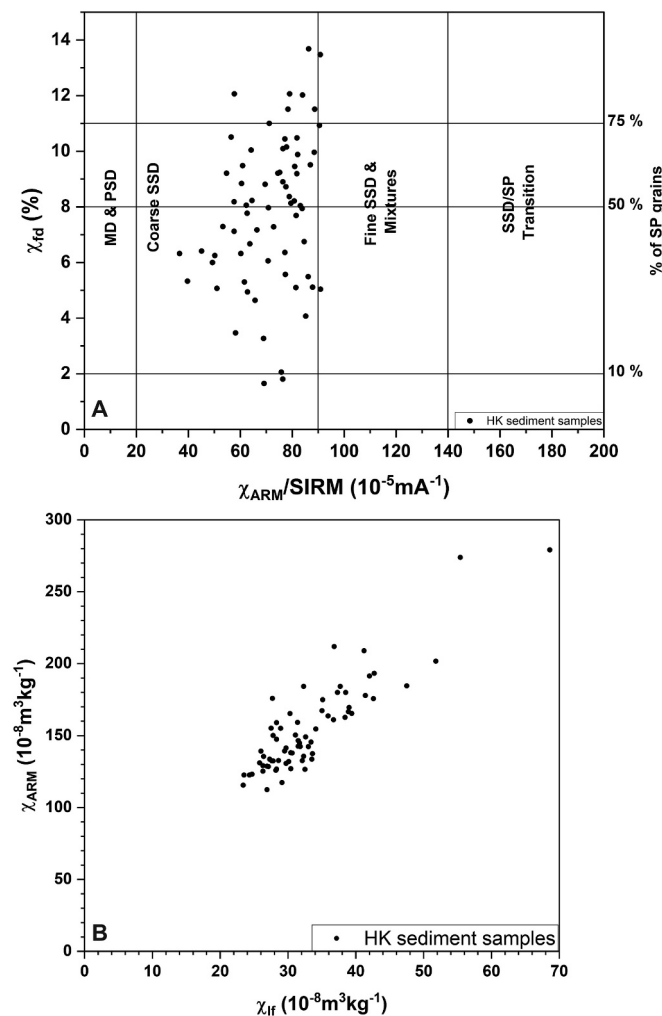 14
12
10
8
6
4
2
0
χfd (%)
MD & PSD
Coarse SSD
Fine SSD &
Mixtures
SSD/SP
Transition
75 %
50 %
10 %
% of SP grains
A
HK sediment samples
0 20 40 60 80 100 120 140 160 180 200
χARM/SIRM (10⁻⁵mA⁻¹)
300
250
200
150
100
50
0
χARM (10⁻⁸m³kg⁻¹)
B
HK sediment samples
0 10 20 30 40 50 60 70
χlf (10⁻⁸m³kg⁻¹)